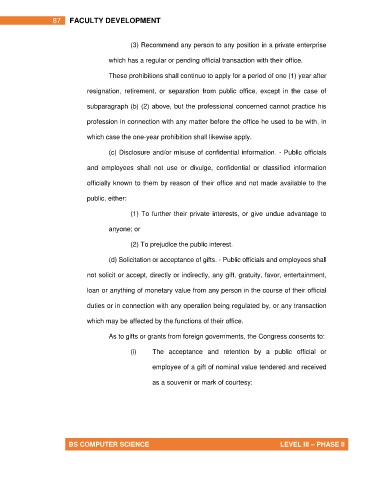 87 FACULTY DEVELOPMENT
(3) Recommend any person to any position in a private enterprise
which has a regular or pending official transaction with their office.
These prohibitions shall continue to apply for a period of one (1) year after
resignation, retirement, or separation from public office, except in the case of
subparagraph (b) (2) above, but the professional concerned cannot practice his
profession in connection with any matter before the office he used to be with, in
which case the one-year prohibition shall likewise apply.
(c) Disclosure and/or misuse of confidential information. - Public officials
and employees shall not use or divulge, confidential or classified information
officially known to them by reason of their office and not made available to the
public, either:
(1) To further their private interests, or give undue advantage to
anyone; or
(2) To prejudice the public interest.
(d) Solicitation or acceptance of gifts. - Public officials and employees shall
not solicit or accept, directly or indirectly, any gift, gratuity, favor, entertainment,
loan or anything of monetary value from any person in the course of their official
duties or in connection with any operation being regulated by, or any transaction
which may be affected by the functions of their office.
As to gifts or grants from foreign governments, the Congress consents to:
(i) The acceptance and retention by a public official or
employee of a gift of nominal value tendered and received
as a souvenir or mark of courtesy;
BS COMPUTER SCIENCE LEVEL III – PHASE II